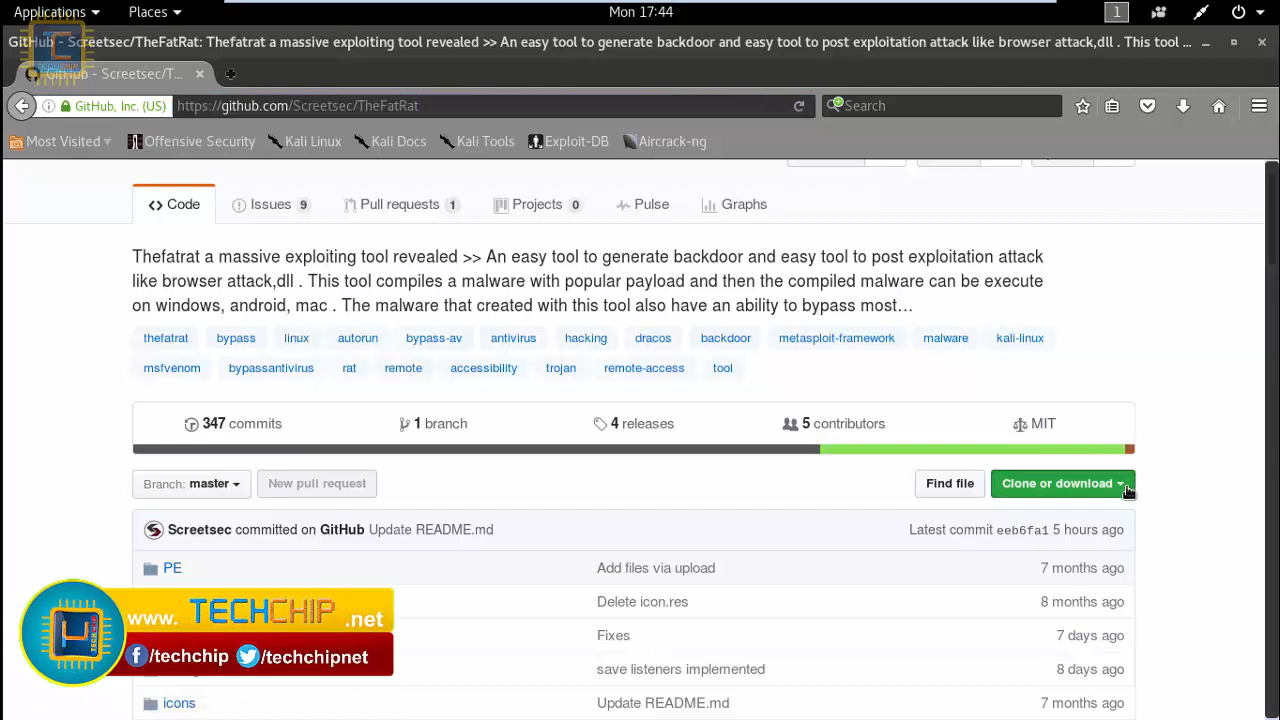 Applications Places Mon 17:44 1
GitHub - Screetsec/TheFatRat: Thefatrat a massive exploiting tool revealed >> An easy tool to generate backdoor and easy tool to post exploitation attack like browser attack,dll . This tool ...
GitHub - Screetsec/T...
GitHub, Inc. (US) https://github.com/Screetsec/TheFatRat Search
Most Visited Offensive Security Kali Linux Kali Docs Kali Tools Exploit-DB Aircrack-ng
Code Issues 9 Pull requests 1 Projects 0 Pulse Graphs
Thefatrat a massive exploiting tool revealed >> An easy tool to generate backdoor and easy tool to post exploitation attack
like browser attack,dll . This tool compiles a malware with popular payload and then the compiled malware can be execute
on windows, android, mac . The malware that created with this tool also have an ability to bypass most…
thefatrat bypass linux autorun bypass-av antivirus hacking dracos backdoor metasploit-framework malware kali-linux
msfvenom bypassantivirus rat remote accessibility trojan remote-access tool
347 commits 1 branch 4 releases 5 contributors MIT
Branch: master New pull request Find file Clone or download
Screetsec committed on GitHub Update README.md Latest commit eeb6fa1 5 hours ago
PE Add files via upload 7 months ago
Delete icon.res 8 months ago
www. TECHCHIP .net
Fixes 7 days ago
/techchip /techchipnet
save listeners implemented 8 days ago
icons Update README.md 7 months ago